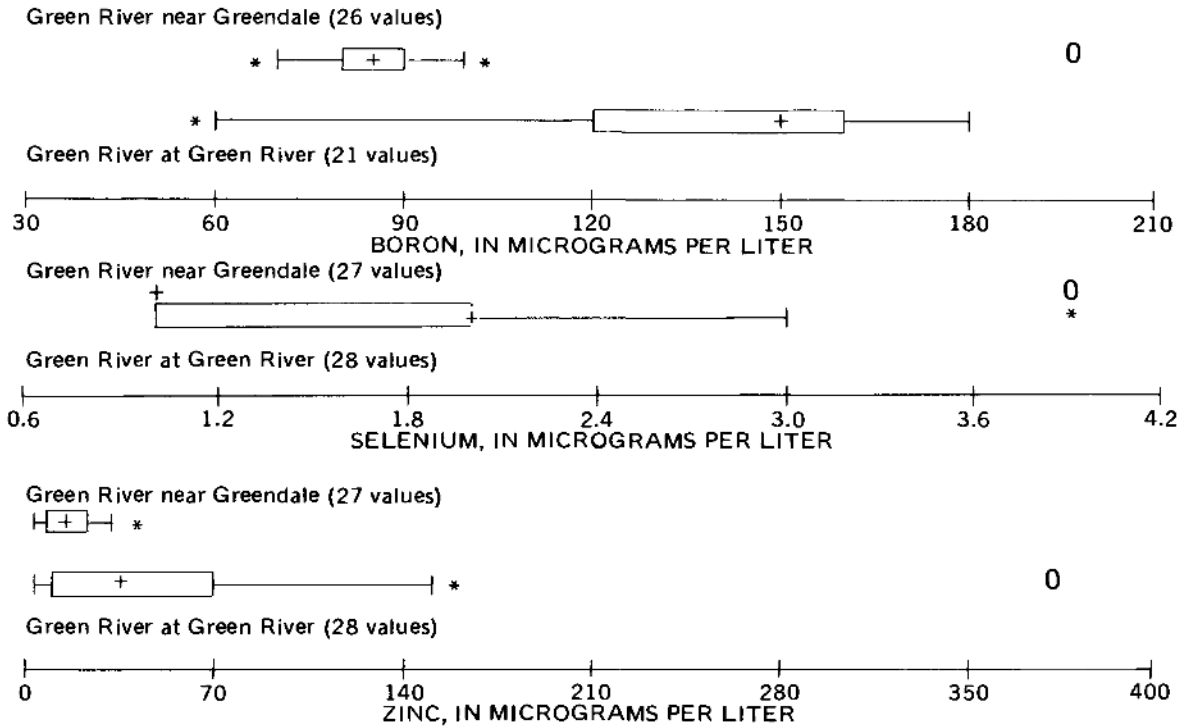 Green River near Greendale (26 values)
* + * 0
* +
Green River at Green River (21 values)
30 60 90 120 150 180 210
BORON, IN MICROGRAMS PER LITER
Green River near Greendale (27 values)
+ 0
+ *
Green River at Green River (28 values)
0.6 1.2 1.8 2.4 3.0 3.6 4.2
SELENIUM, IN MICROGRAMS PER LITER
Green River near Greendale (27 values)
+ *
+ * 0
Green River at Green River (28 values)
0 70 140 210 280 350 400
ZINC, IN MICROGRAMS PER LITER